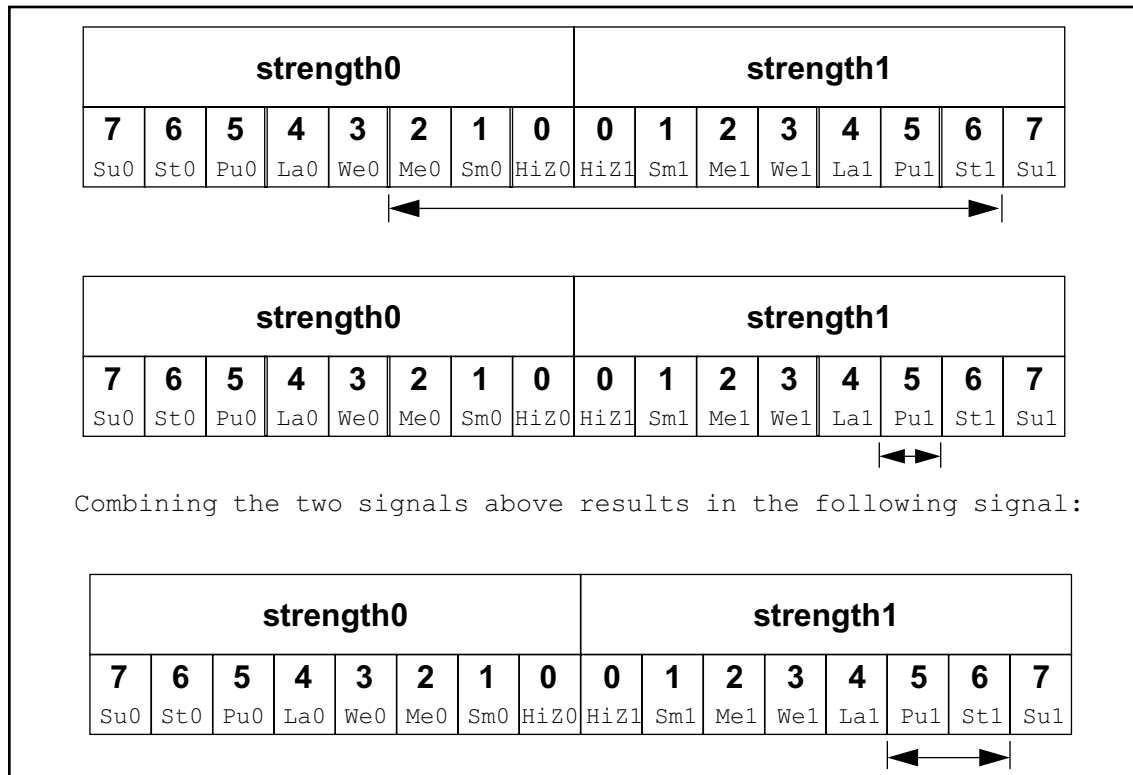 strength0 strength1
7 6 5 4 3 2 1 0 0 1 2 3 4 5 6 7
Su0 St0 Pu0 La0 We0 Me0 Sm0 HiZ0 HiZ1 Sm1 Me1 We1 La1 Pu1 St1 Su1
strength0 strength1
7 6 5 4 3 2 1 0 0 1 2 3 4 5 6 7
Su0 St0 Pu0 La0 We0 Me0 Sm0 HiZ0 HiZ1 Sm1 Me1 We1 La1 Pu1 St1 Su1
Combining the two signals above results in the following signal:
strength0 strength1
7 6 5 4 3 2 1 0 0 1 2 3 4 5 6 7
Su0 St0 Pu0 La0 We0 Me0 Sm0 HiZ0 HiZ1 Sm1 Me1 We1 La1 Pu1 St1 Su1